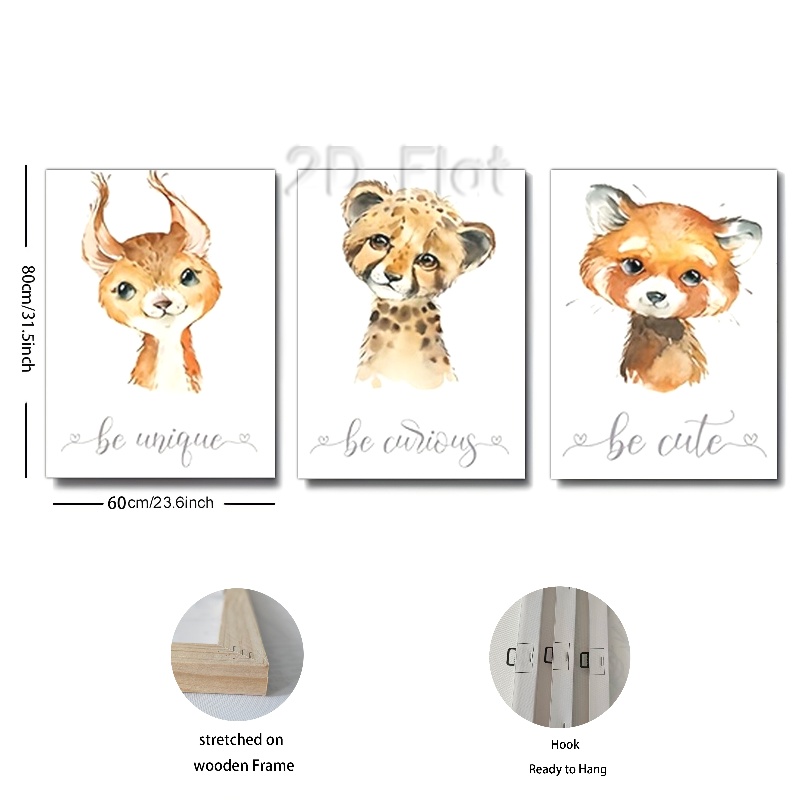 2D Flat
80cm/31.5inch
be unique
be curious
be cute
60cm/23.6inch
stretched on
wooden Frame
Hook
Ready to Hang